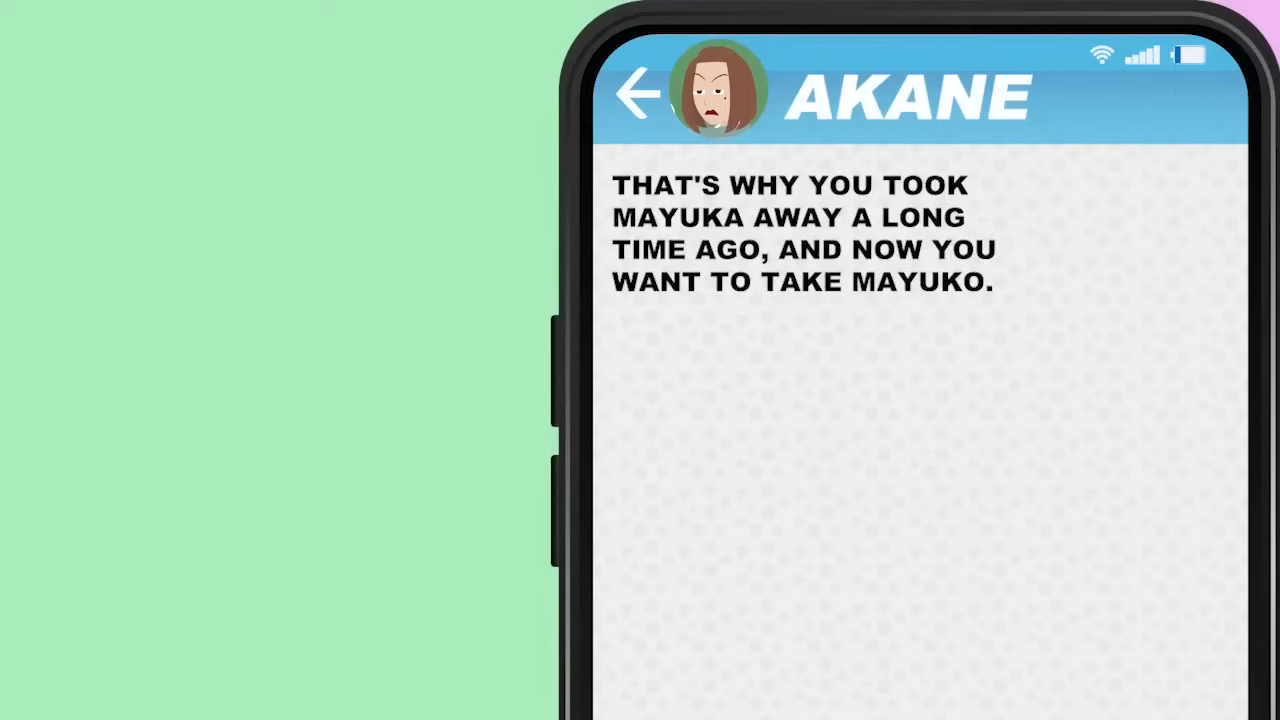 AKANE
THAT'S WHY YOU TOOK
MAYUKA AWAY A LONG
TIME AGO, AND NOW YOU
WANT TO TAKE MAYUKO.